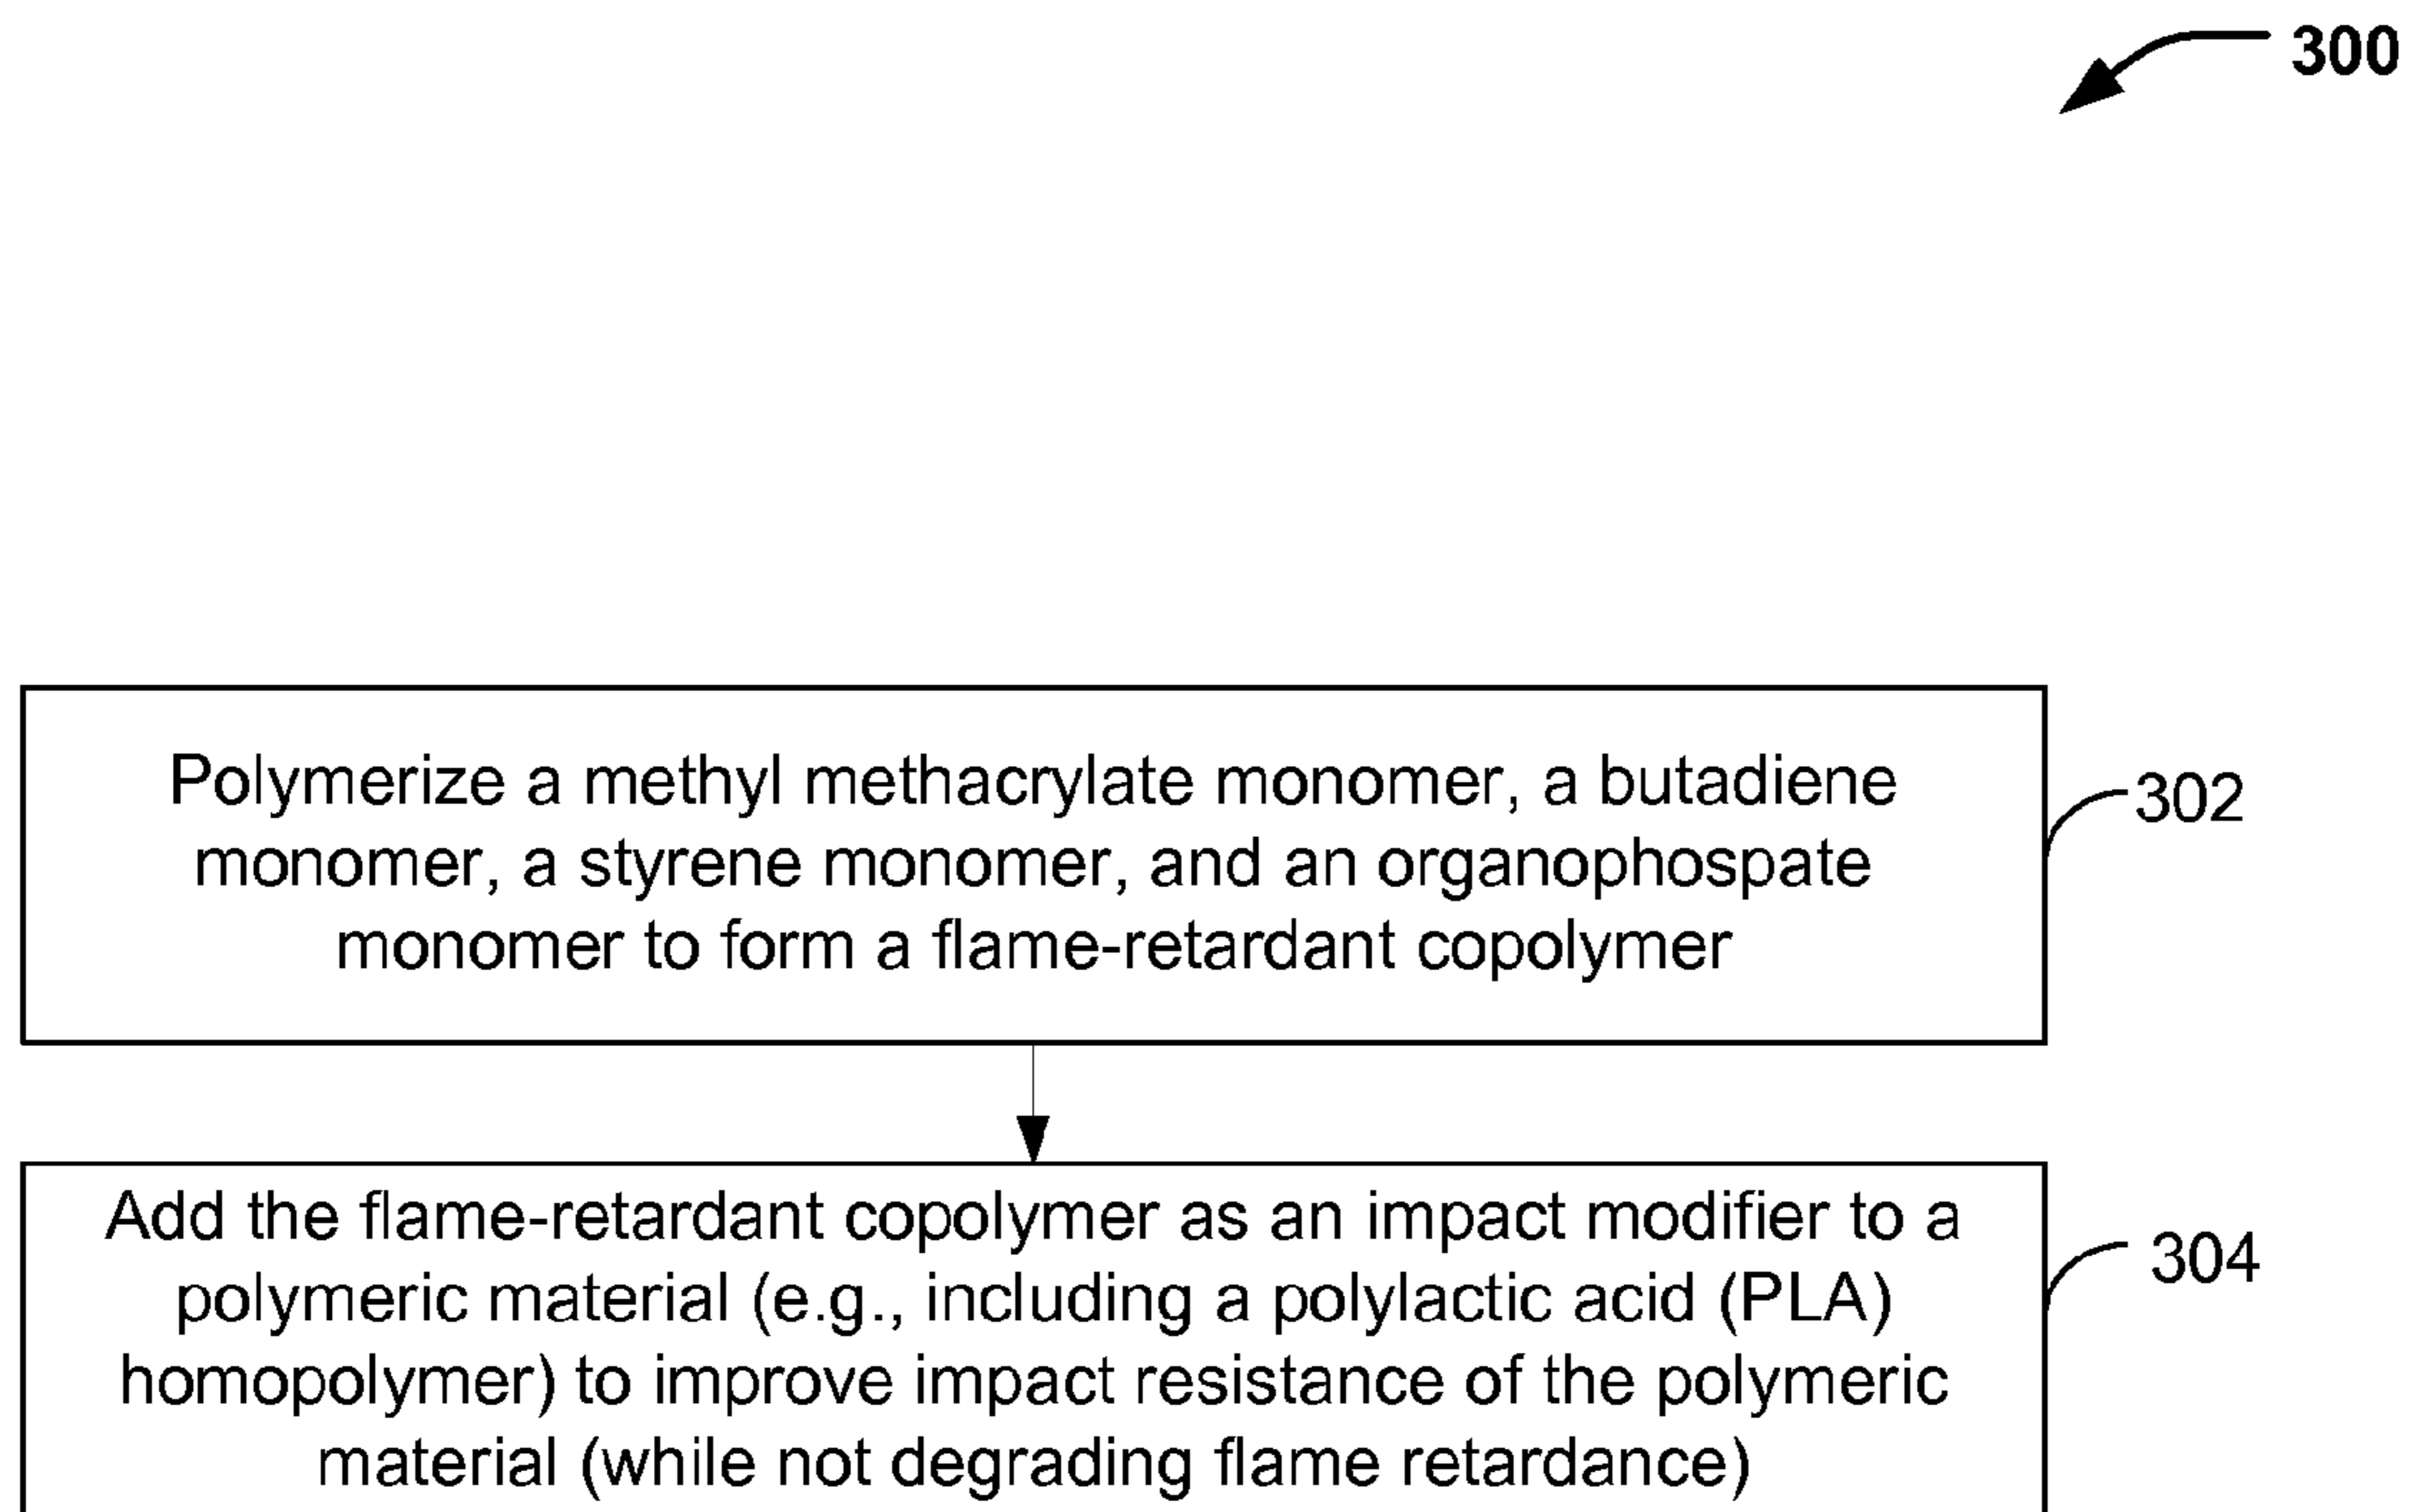 300
Polymerize a methyl methacrylate monomer, a butadiene
monomer, a styrene monomer, and an organophospate
monomer to form a flame-retardant copolymer
302
Add the flame-retardant copolymer as an impact modifier to a
polymeric material (e.g., including a polylactic acid (PLA)
homopolymer) to improve impact resistance of the polymeric
material (while not degrading flame retardance)
304